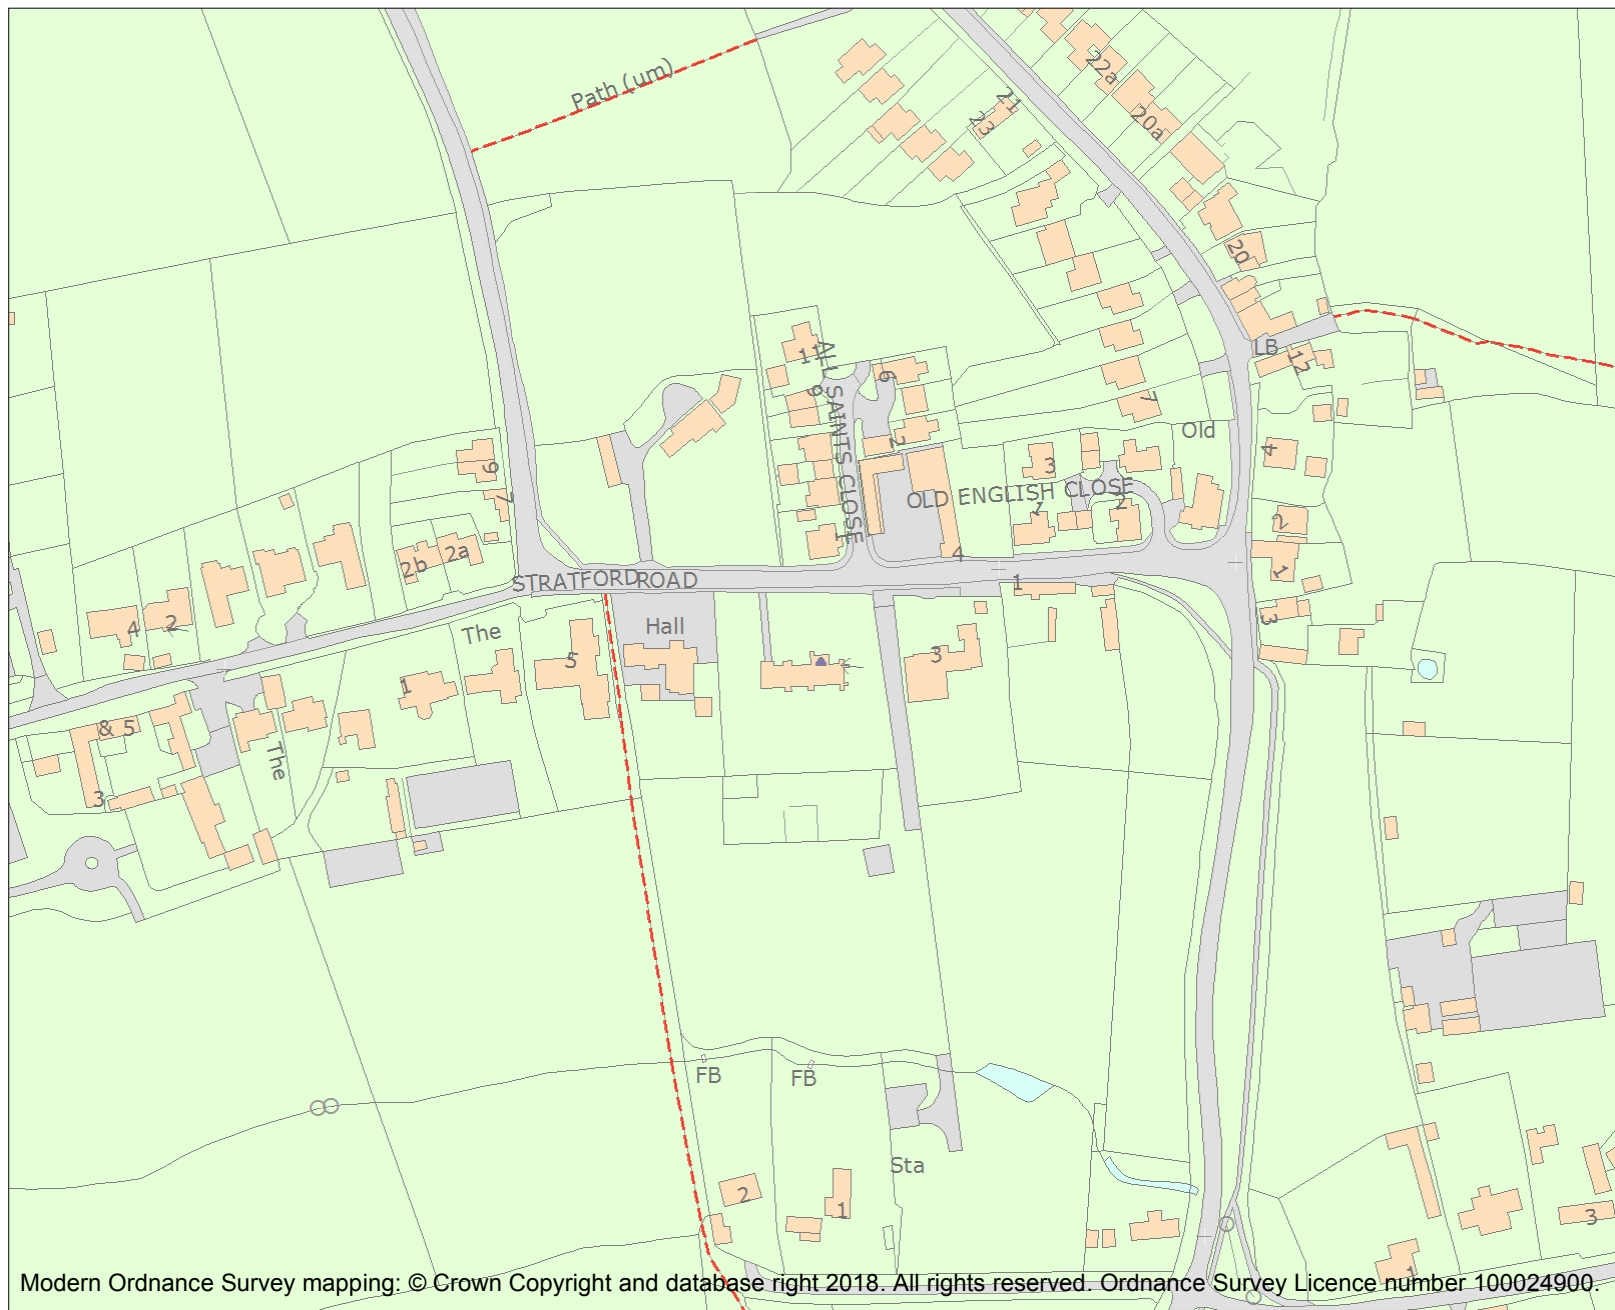 Path (um)
21
23
22a
20a
20
LB
12
ALL SAINTS CLOSE
11
9
6
2
1
7
Old
4
3
OLD ENGLISH CLOSE
1
2
2
4
1
9
7
2b
2a
STRATFORD ROAD
1
4
2
The
Hall
5
3
3
1
& 5
The
3
FB
FB
Sta
2
1
3
1
Modern Ordnance Survey mapping: © Crown Copyright and database right 2018. All rights reserved. Ordnance Survey Licence number 100024900.